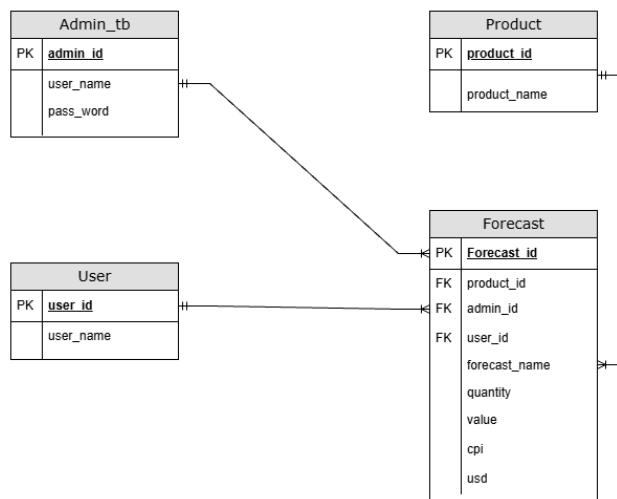 Admin_tb
PK admin_id
user_name
pass_word
Product
PK product_id
product_name
User
PK user_id
user_name
Forecast
PK Forecast_id
FK product_id
FK admin_id
FK user_id
forecast_name
quantity
value
cpi
usd